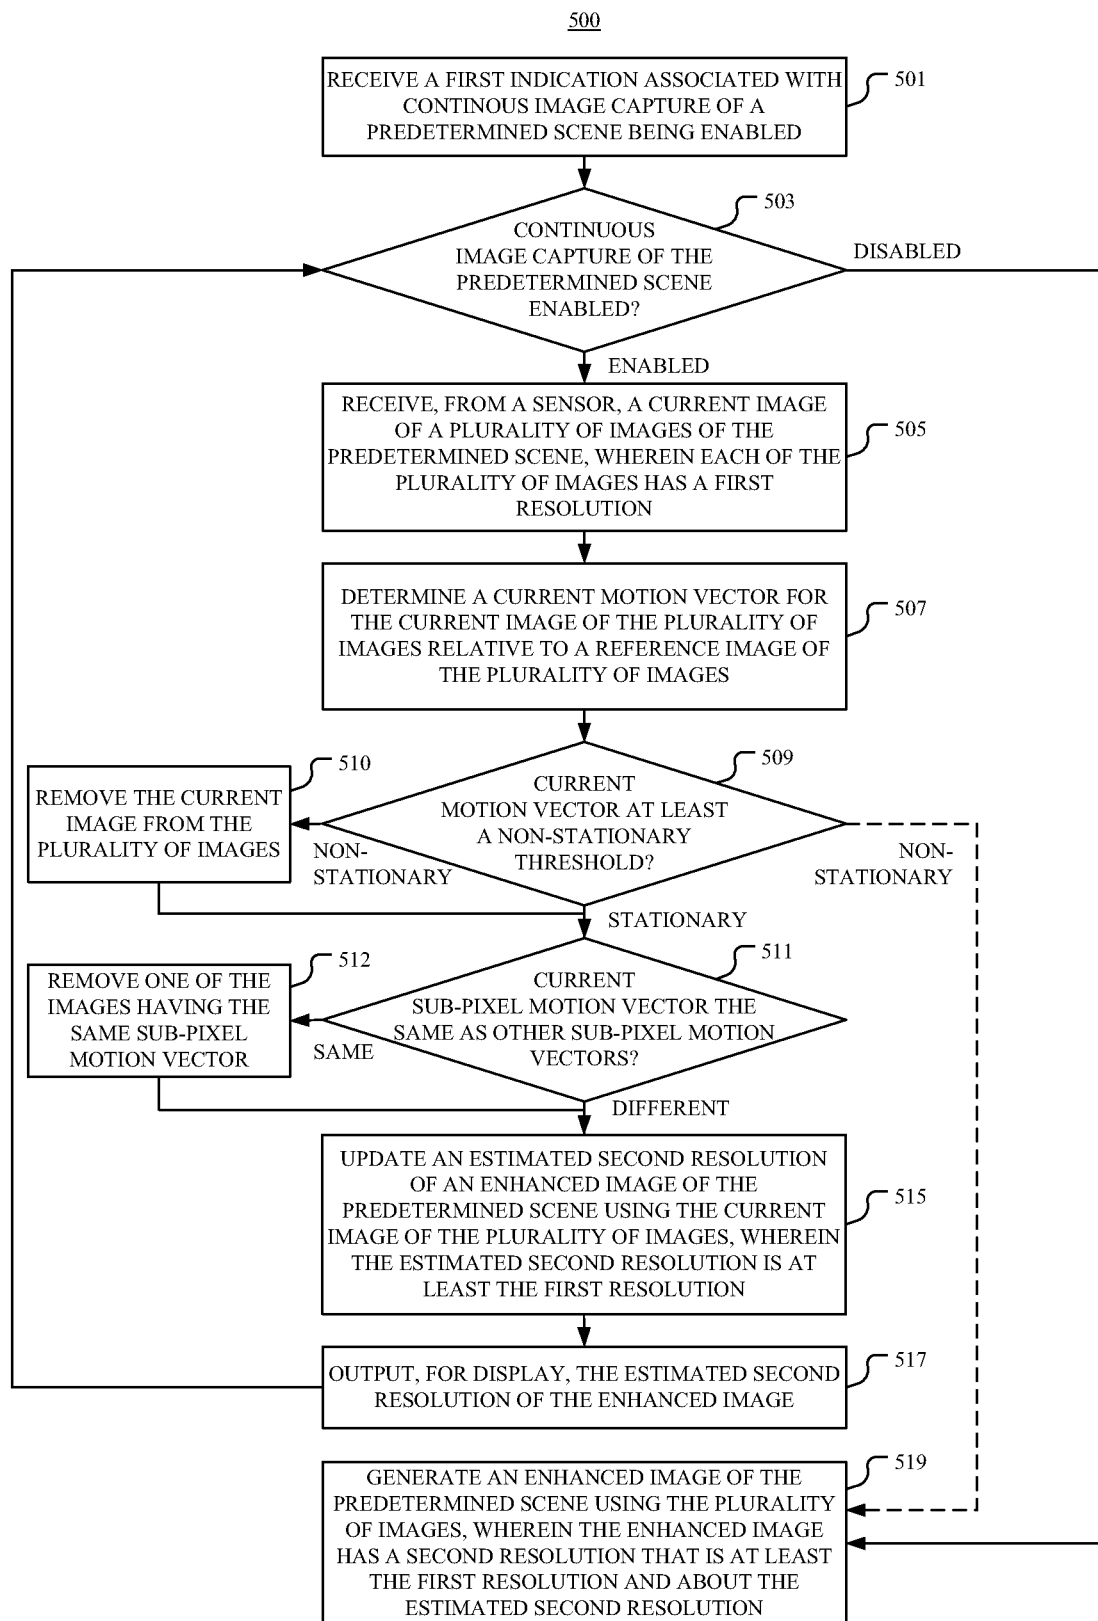 500
RECEIVE A FIRST INDICATION ASSOCIATED WITH
CONTINOUS IMAGE CAPTURE OF A
PREDETERMINED SCENE BEING ENABLED
501
CONTINUOUS
IMAGE CAPTURE OF THE
PREDETERMINED SCENE
ENABLED?
503
DISABLED
ENABLED
RECEIVE, FROM A SENSOR, A CURRENT IMAGE
OF A PLURALITY OF IMAGES OF THE
PREDETERMINED SCENE, WHEREIN EACH OF THE
PLURALITY OF IMAGES HAS A FIRST
RESOLUTION
505
DETERMINE A CURRENT MOTION VECTOR FOR
THE CURRENT IMAGE OF THE PLURALITY OF
IMAGES RELATIVE TO A REFERENCE IMAGE OF
THE PLURALITY OF IMAGES
507
CURRENT
MOTION VECTOR AT LEAST
A NON-STATIONARY
THRESHOLD?
509
510
REMOVE THE CURRENT
IMAGE FROM THE
PLURALITY OF IMAGES
NON-
STATIONARY
NON-
STATIONARY
STATIONARY
CURRENT
SUB-PIXEL MOTION VECTOR THE
SAME AS OTHER SUB-PIXEL MOTION
VECTORS?
511
512
REMOVE ONE OF THE
IMAGES HAVING THE
SAME SUB-PIXEL
MOTION VECTOR
SAME
DIFFERENT
UPDATE AN ESTIMATED SECOND RESOLUTION
OF AN ENHANCED IMAGE OF THE
PREDETERMINED SCENE USING THE CURRENT
IMAGE OF THE PLURALITY OF IMAGES, WHEREIN
THE ESTIMATED SECOND RESOLUTION IS AT
LEAST THE FIRST RESOLUTION
515
OUTPUT, FOR DISPLAY, THE ESTIMATED SECOND
RESOLUTION OF THE ENHANCED IMAGE
517
GENERATE AN ENHANCED IMAGE OF THE
PREDETERMINED SCENE USING THE PLURALITY
OF IMAGES, WHEREIN THE ENHANCED IMAGE
HAS A SECOND RESOLUTION THAT IS AT LEAST
THE FIRST RESOLUTION AND ABOUT THE
ESTIMATED SECOND RESOLUTION
519